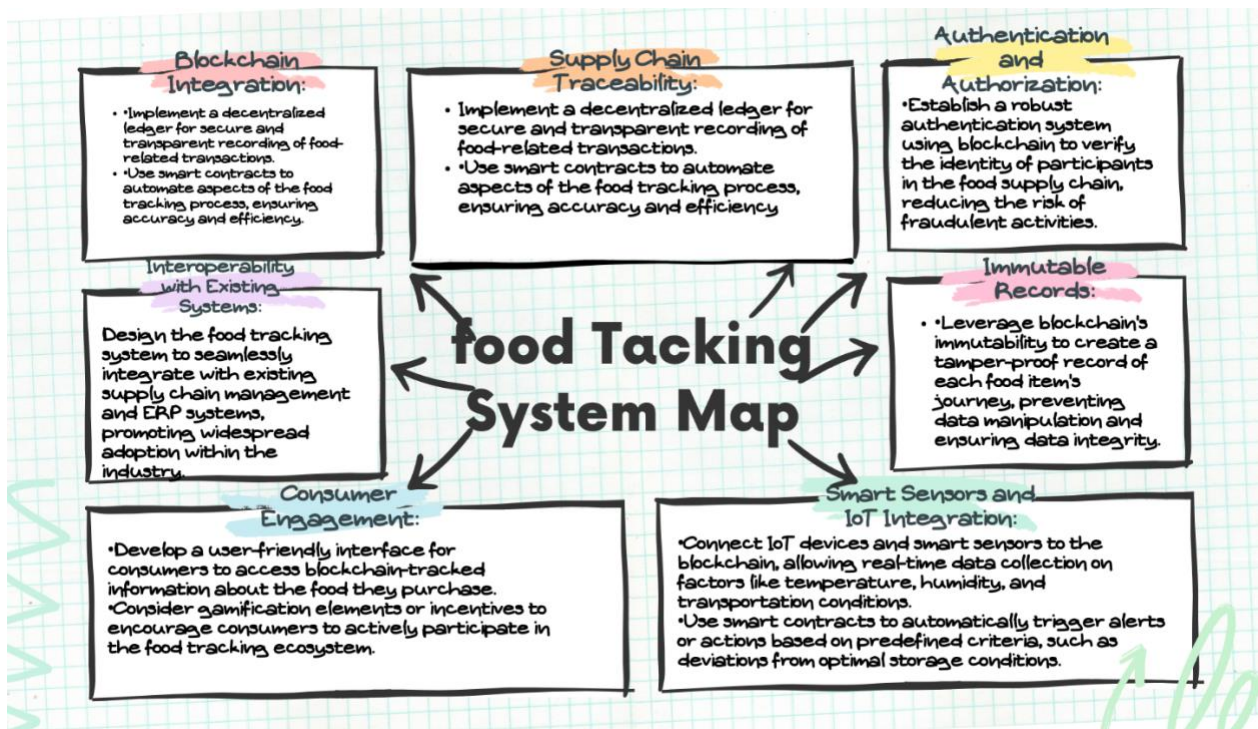 Blockchain
Integration:
• •Implement a decentralized
ledger for secure and
transparent recording of food-
related transactions.
• •Use smart contracts to
automate aspects of the food
tracking process, ensuring
accuracy and efficiency.
Supply Chain
Traceability:
• Implement a decentralized ledger for
secure and transparent recording of
food-related transactions.
• •Use smart contracts to automate
aspects of the food tracking process,
ensuring accuracy and efficiency
Authentication
and
Authorization:
•Establish a robust
authentication system
using blockchain to verify
the identity of participants
in the food supply chain,
reducing the risk of
fraudulent activities.
Interoperability
with Existing
Systems:
Design the food tracking
system to seamlessly
integrate with existing
supply chain management
and ERP systems,
promoting widespread
adoption within the
industry.
food Tacking
System Map
Immutable
Records:
• •Leverage blockchain's
immutability to create a
tamper-proof record of
each food item's
journey, preventing
data manipulation and
ensuring data integrity.
Consumer
Engagement:
•Develop a user-friendly interface for
consumers to access blockchain-tracked
information about the food they purchase.
•Consider gamification elements or incentives to
encourage consumers to actively participate in
the food tracking ecosystem.
Smart Sensors and
IoT Integration:
•Connect IoT devices and smart sensors to the
blockchain, allowing real-time data collection on
factors like temperature, humidity, and
transportation conditions.
•Use smart contracts to automatically trigger alerts
or actions based on predefined criteria, such as
deviations from optimal storage conditions.